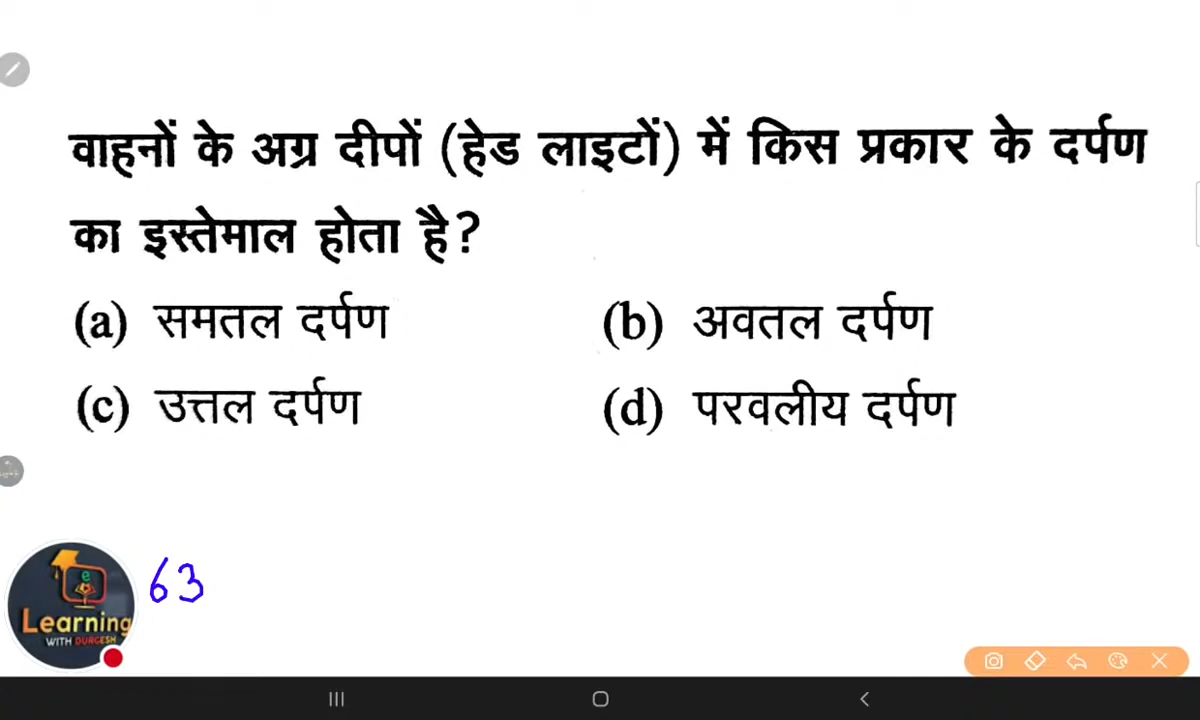 वाहनों के अग्र दीपों (हेड लाइटों) में किस प्रकार के दर्पण
का इस्तेमाल होता है?
(a) समतल दर्पण (b) अवतल दर्पण
(c) उत्तल दर्पण (d) परवलीय दर्पण
63
e
Learning
WITH DURGESH